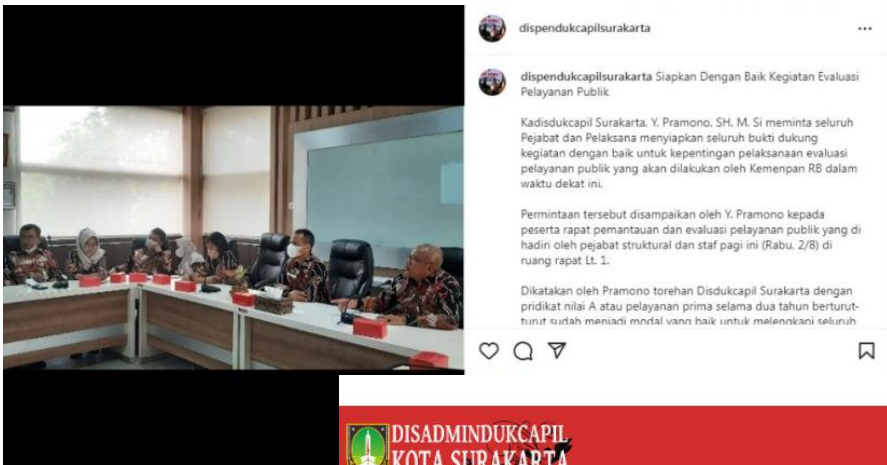 dispendukcapilsurakarta
dispendukcapilsurakarta Siapkan Dengan Baik Kegiatan Evaluasi
Pelayanan Publik
Kadisdukcapil Surakarta, Y. Pramono, SH. M. Si meminta seluruh
Pejabat dan Pelaksana menyiapkan seluruh bukti dukung
kegiatan dengan baik untuk kepentingan pelaksanaan evaluasi
pelayanan publik yang akan dilakukan oleh Kemenpan RB dalam
waktu dekat ini.
Permintaan tersebut disampaikan oleh Y. Pramono kepada
peserta rapat pemantauan dan evaluasi pelayanan publik yang di
hadiri oleh pejabat struktural dan staf pagi ini (Rabu, 2/8) di
ruang rapat Lt. 1.
Dikatakan oleh Pramono torehan Disdukcapil Surakarta dengan
pridikat nilai A atau pelayanan prima selama dua tahun berturut-
turut sudah menjadi modal yang baik untuk melengkapi seluruh
DISADMINDUKCAPIL
KOTA SURAKARTA